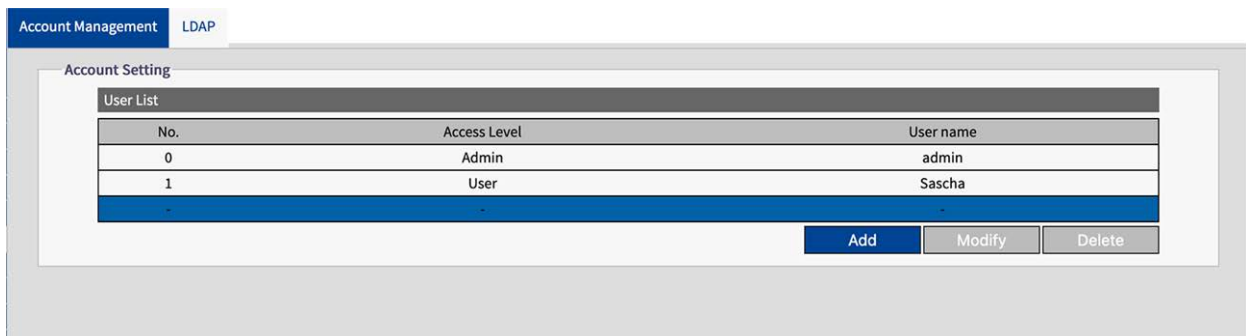 Account Management LDAP
Account Setting
User List
No. Access Level User name
0 Admin admin
1 User Sascha
- - -
Add Modify Delete